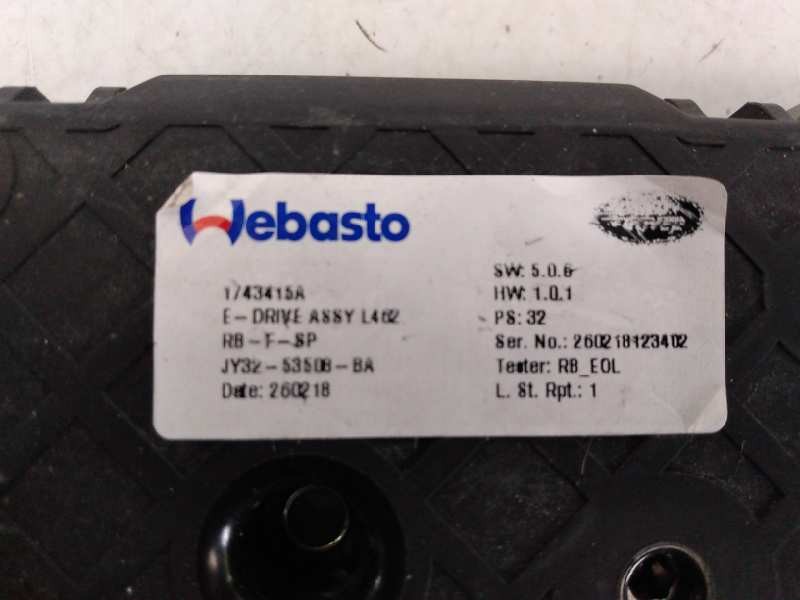 Webasto
1743415A
E-DRIVE ASSY L462
RB-F-SP
JY32-53508-BA
Date: 260218
SW: 5.0.6
HW: 1.0.1
PS: 32
Ser. No.: 260218123402
Tester: RB_EOL
L. St. Rpt.: 1